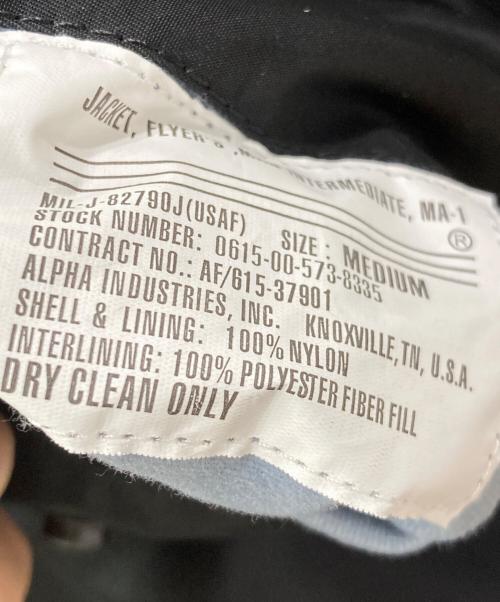 JACKET, FLYER'S, INTERMEDIATE, MA-1
®
MIL-J-82790J(USAF) SIZE: MEDIUM
STOCK NUMBER: 0615-00-573-8335
CONTRACT NO.: AF/615-37901
ALPHA INDUSTRIES, INC. KNOXVILLE, TN, U.S.A.
SHELL & LINING: 100% NYLON
INTERLINING: 100% POLYESTER FIBER FILL
DRY CLEAN ONLY